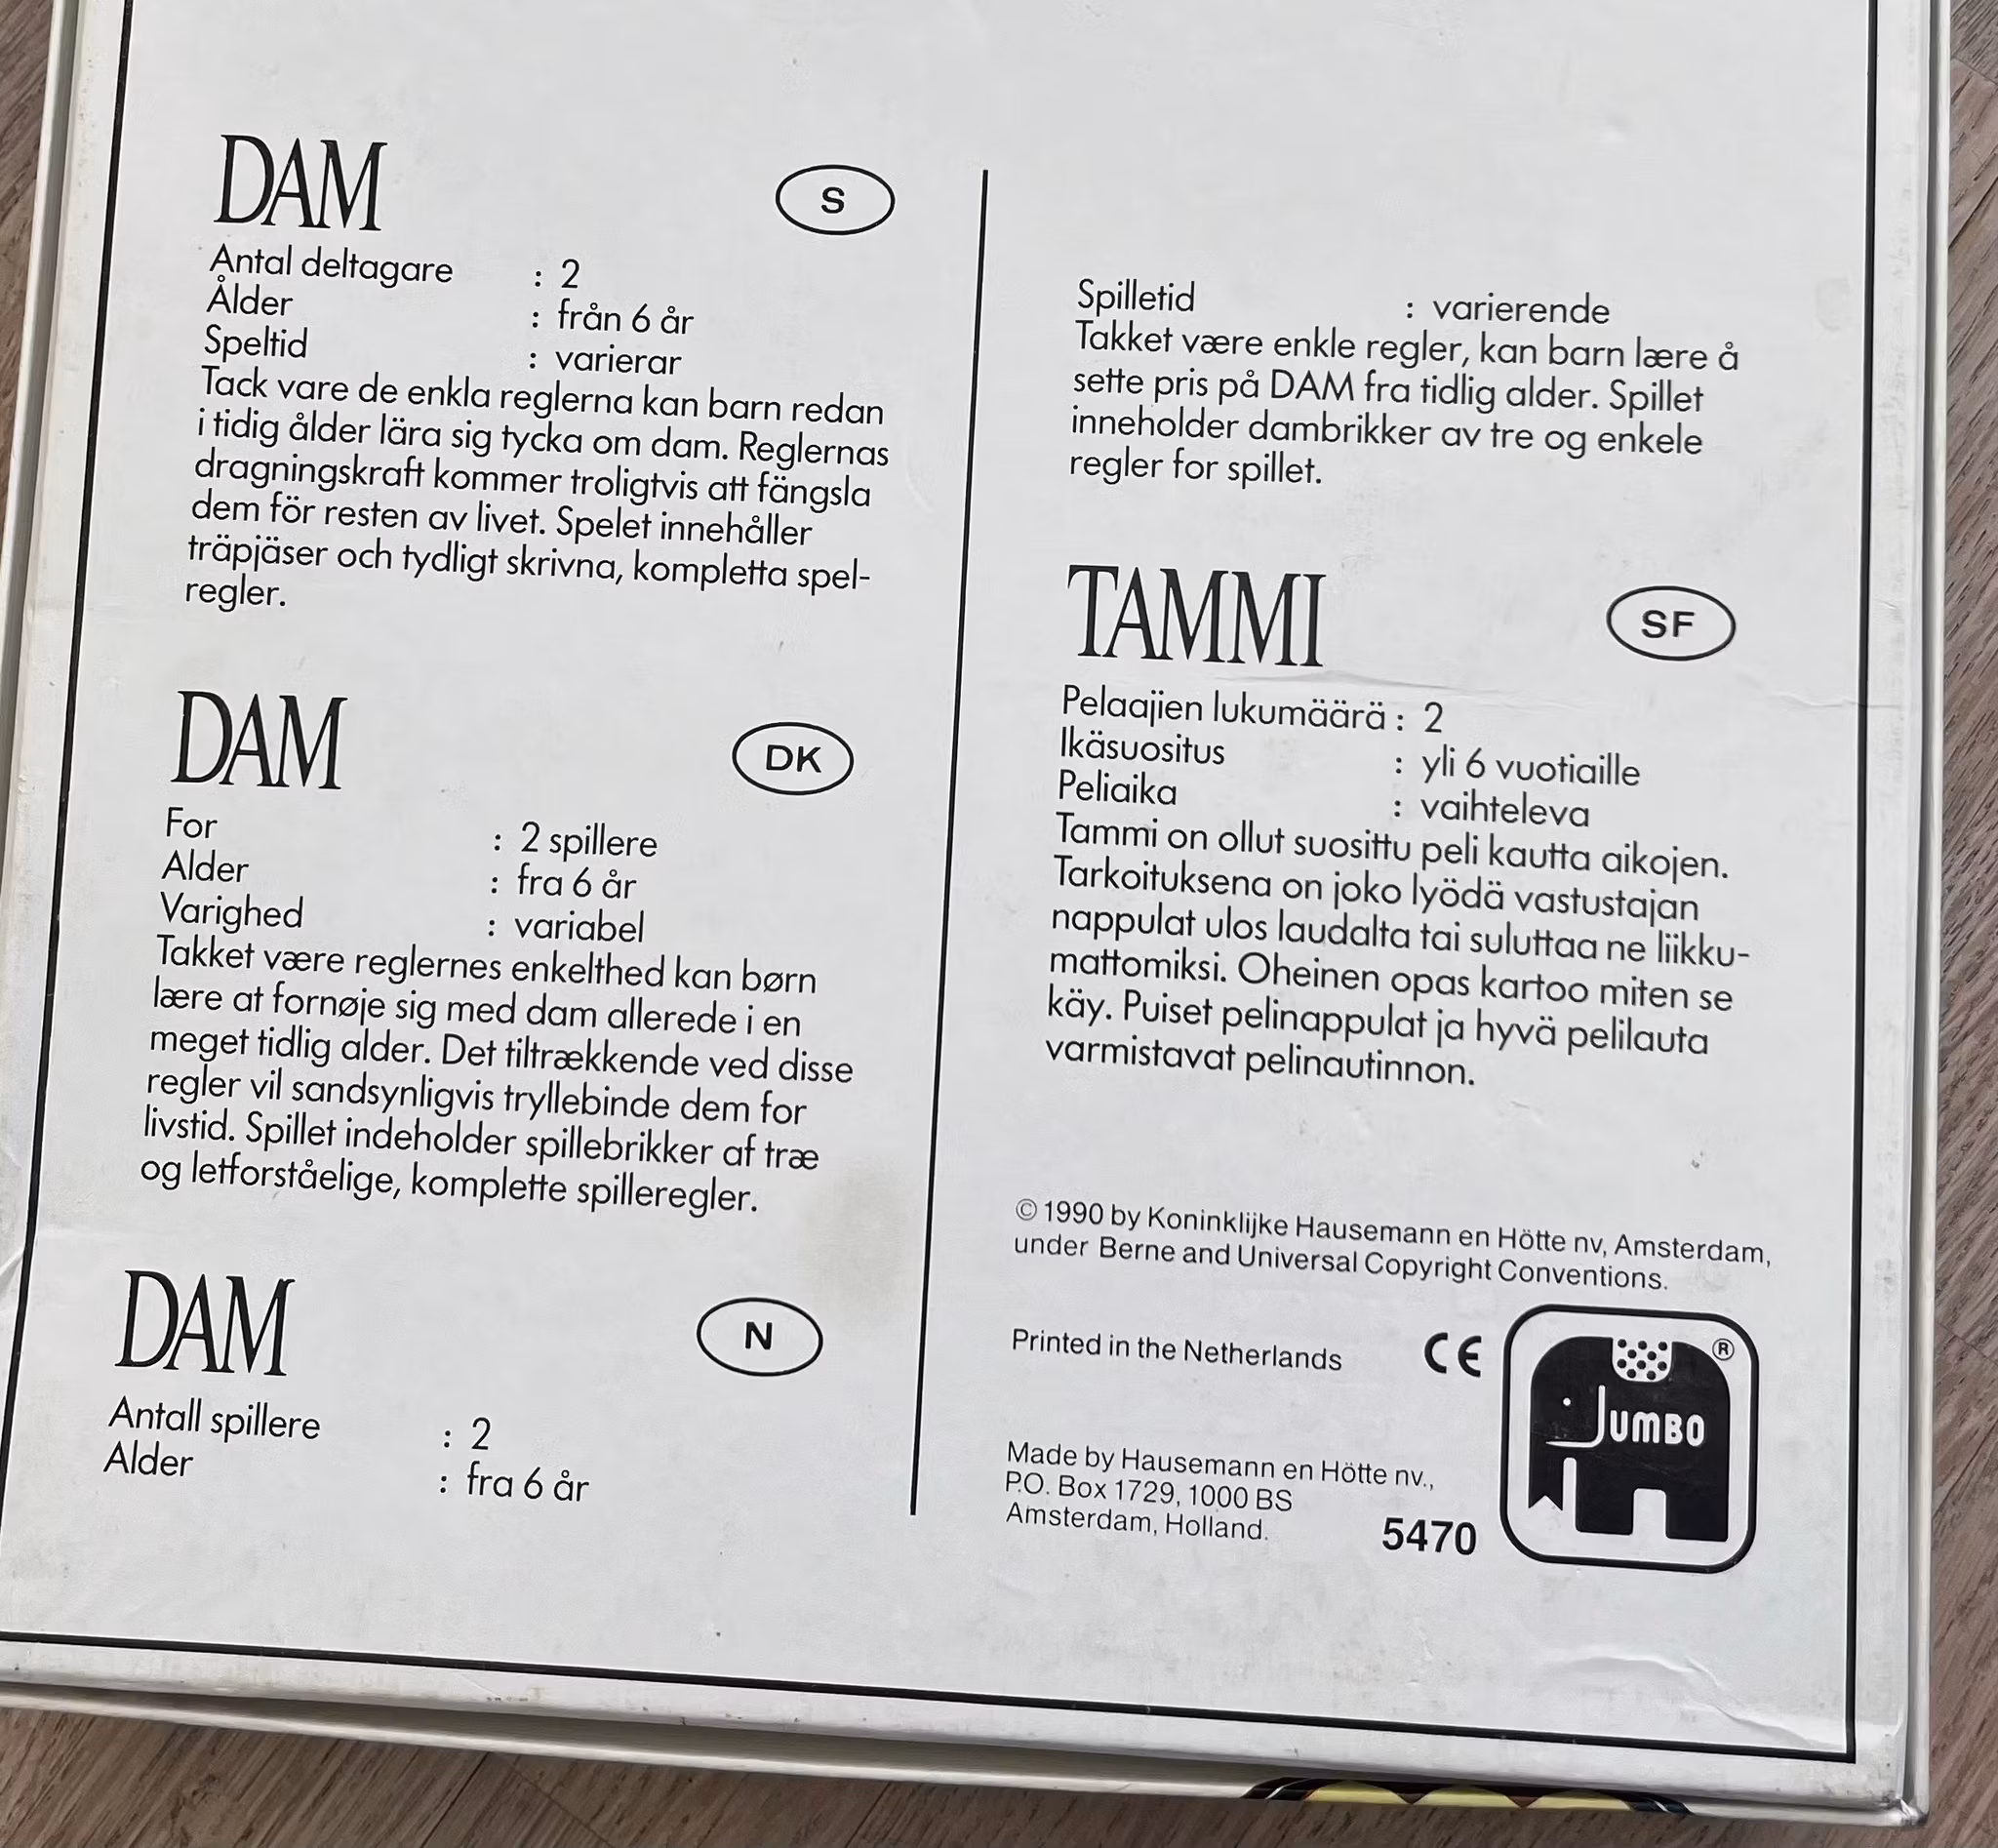 DAM
S
Antal deltagare : 2
Ålder : från 6 år
Speltid : varierar
Tack vare de enkla reglerna kan barn redan
i tidig ålder lära sig tycka om dam. Reglernas
dragningskraft kommer troligtvis att fängsla
dem för resten av livet. Spelet innehåller
träpjäser och tydligt skrivna, kompletta spel-
regler.
DAM
DK
For : 2 spillere
Alder : fra 6 år
Varighed : variabel
Takket være reglernes enkelthed kan børn
lære at fornøje sig med dam allerede i en
meget tidlig alder. Det tiltrækkende ved disse
regler vil sandsynligvis tryllebinde dem for
livstid. Spillet indeholder spillebrikker af træ
og letforståelige, komplette spilleregler.
DAM
N
Antall spillere : 2
Alder : fra 6 år
Spilletid : varierende
Takket være enkle regler, kan barn lære å
sette pris på DAM fra tidlig alder. Spillet
inneholder dambrikker av tre og enkele
regler for spillet.
TAMMI
SF
Pelaajien lukumäärä : 2
Ikäsuositus : yli 6 vuotiaille
Peliaika : vaihteleva
Tammi on ollut suosittu peli kautta aikojen.
Tarkoituksena on joko lyödä vastustajan
nappulat ulos laudalta tai suluttaa ne liikku-
mattomiksi. Oheinen opas kartoo miten se
käy. Puiset pelinappulat ja hyvä pelilauta
varmistavat pelinautinnon.
© 1990 by Koninklijke Hausemann en Hötte nv, Amsterdam,
under Berne and Universal Copyright Conventions.
Printed in the Netherlands
CE
®
JUMBO
Made by Hausemann en Hötte nv.,
P.O. Box 1729, 1000 BS
Amsterdam, Holland.
5470